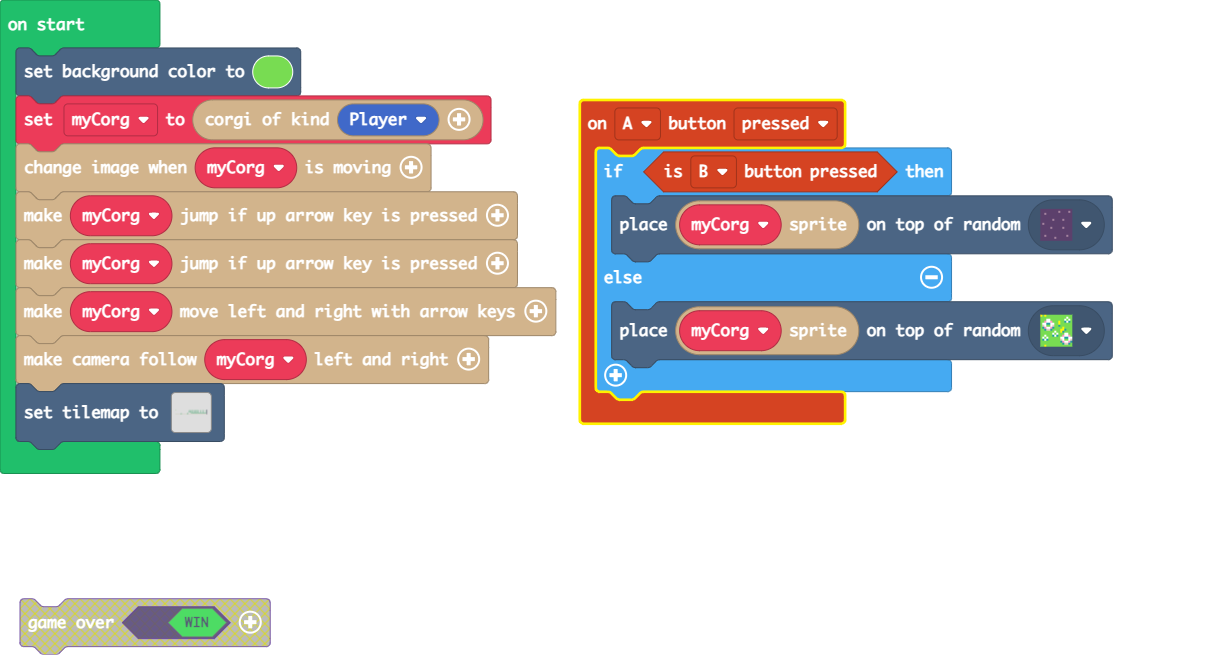 on start
set background color to
set myCorg to corgi of kind Player
change image when myCorg is moving
make myCorg jump if up arrow key is pressed
make myCorg jump if up arrow key is pressed
make myCorg move left and right with arrow keys
make camera follow myCorg left and right
set tilemap to
on A button pressed
if is B button pressed then
place myCorg sprite on top of random
else
place myCorg sprite on top of random
game over WIN